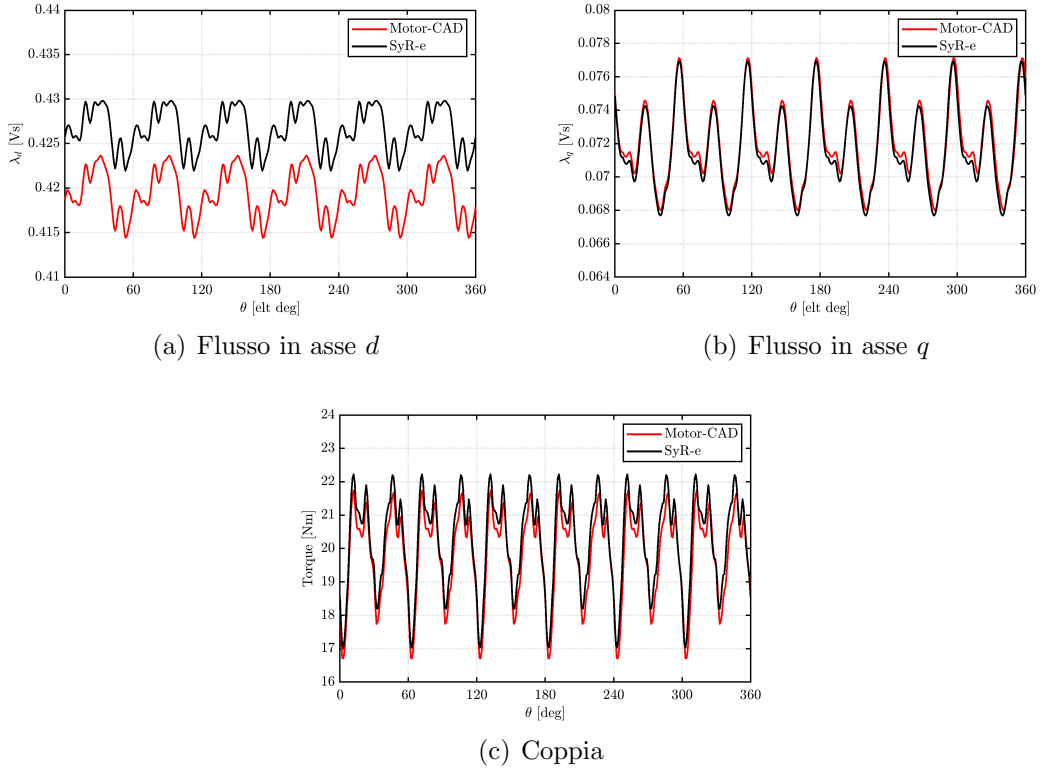 0.44
0.435
0.43
0.425
0.42
0.415
0.41
λd [Vs]
Motor-CAD
SyR-e
0 60 120 180 240 300 360
θ [elt deg]
(a) Flusso in asse d
0.08
0.078
0.076
0.074
0.072
0.07
0.068
0.066
0.064
λq [Vs]
Motor-CAD
SyR-e
0 60 120 180 240 300 360
θ [elt deg]
(b) Flusso in asse q
24
23
22
21
20
19
18
17
16
Torque [Nm]
Motor-CAD
SyR-e
0 60 120 180 240 300 360
θ [deg]
(c) Coppia